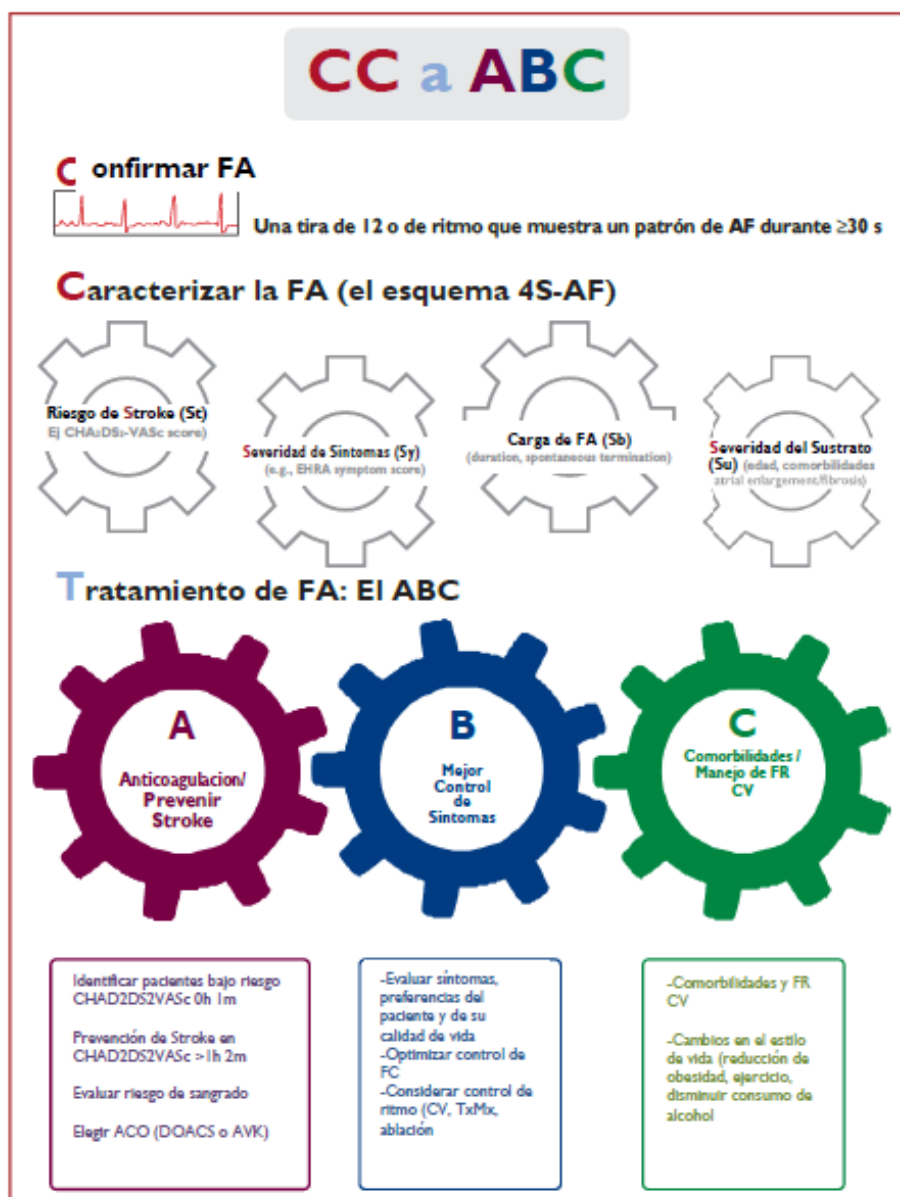 CC a ABC
Confirmar FA
Una tira de 12 o de ritmo que muestra un patrón de AF durante ≥30 s
Caracterizar la FA (el esquema 4S-AF)
Riesgo de Stroke (St)
Ej CHA₂DS₂-VASc score)
Severidad de Sintomas (Sy)
(e.g., EHRA symptom score)
Carga de FA (Sb)
(duration, spontaneous termination)
Severidad del Sustrato
(Su) (edad, comorbilidades
atrial enlargement/fibrosis)
Tratamiento de FA: El ABC
A
Anticoagulacion/
Prevenir
Stroke
B
Mejor
Control
de
Sintomas
C
Comorbilidades /
Manejo de FR
CV
Identificar pacientes bajo riesgo
CHAD2DS2VASc 0h 1m
Prevención de Stroke en
CHAD2DS2VASc >1h 2m
Evaluar riesgo de sangrado
Elegir ACO (DOACS o AVK)
-Evaluar síntomas,
preferencias del
paciente y de su
calidad de vida
-Optimizar control de
FC
-Considerar control de
ritmo (CV, TxMx,
ablación
-Comorbilidades y FR
CV
-Cambios en el estilo
de vida (reducción de
obesidad, ejercicio,
disminuir consumo de
alcohol